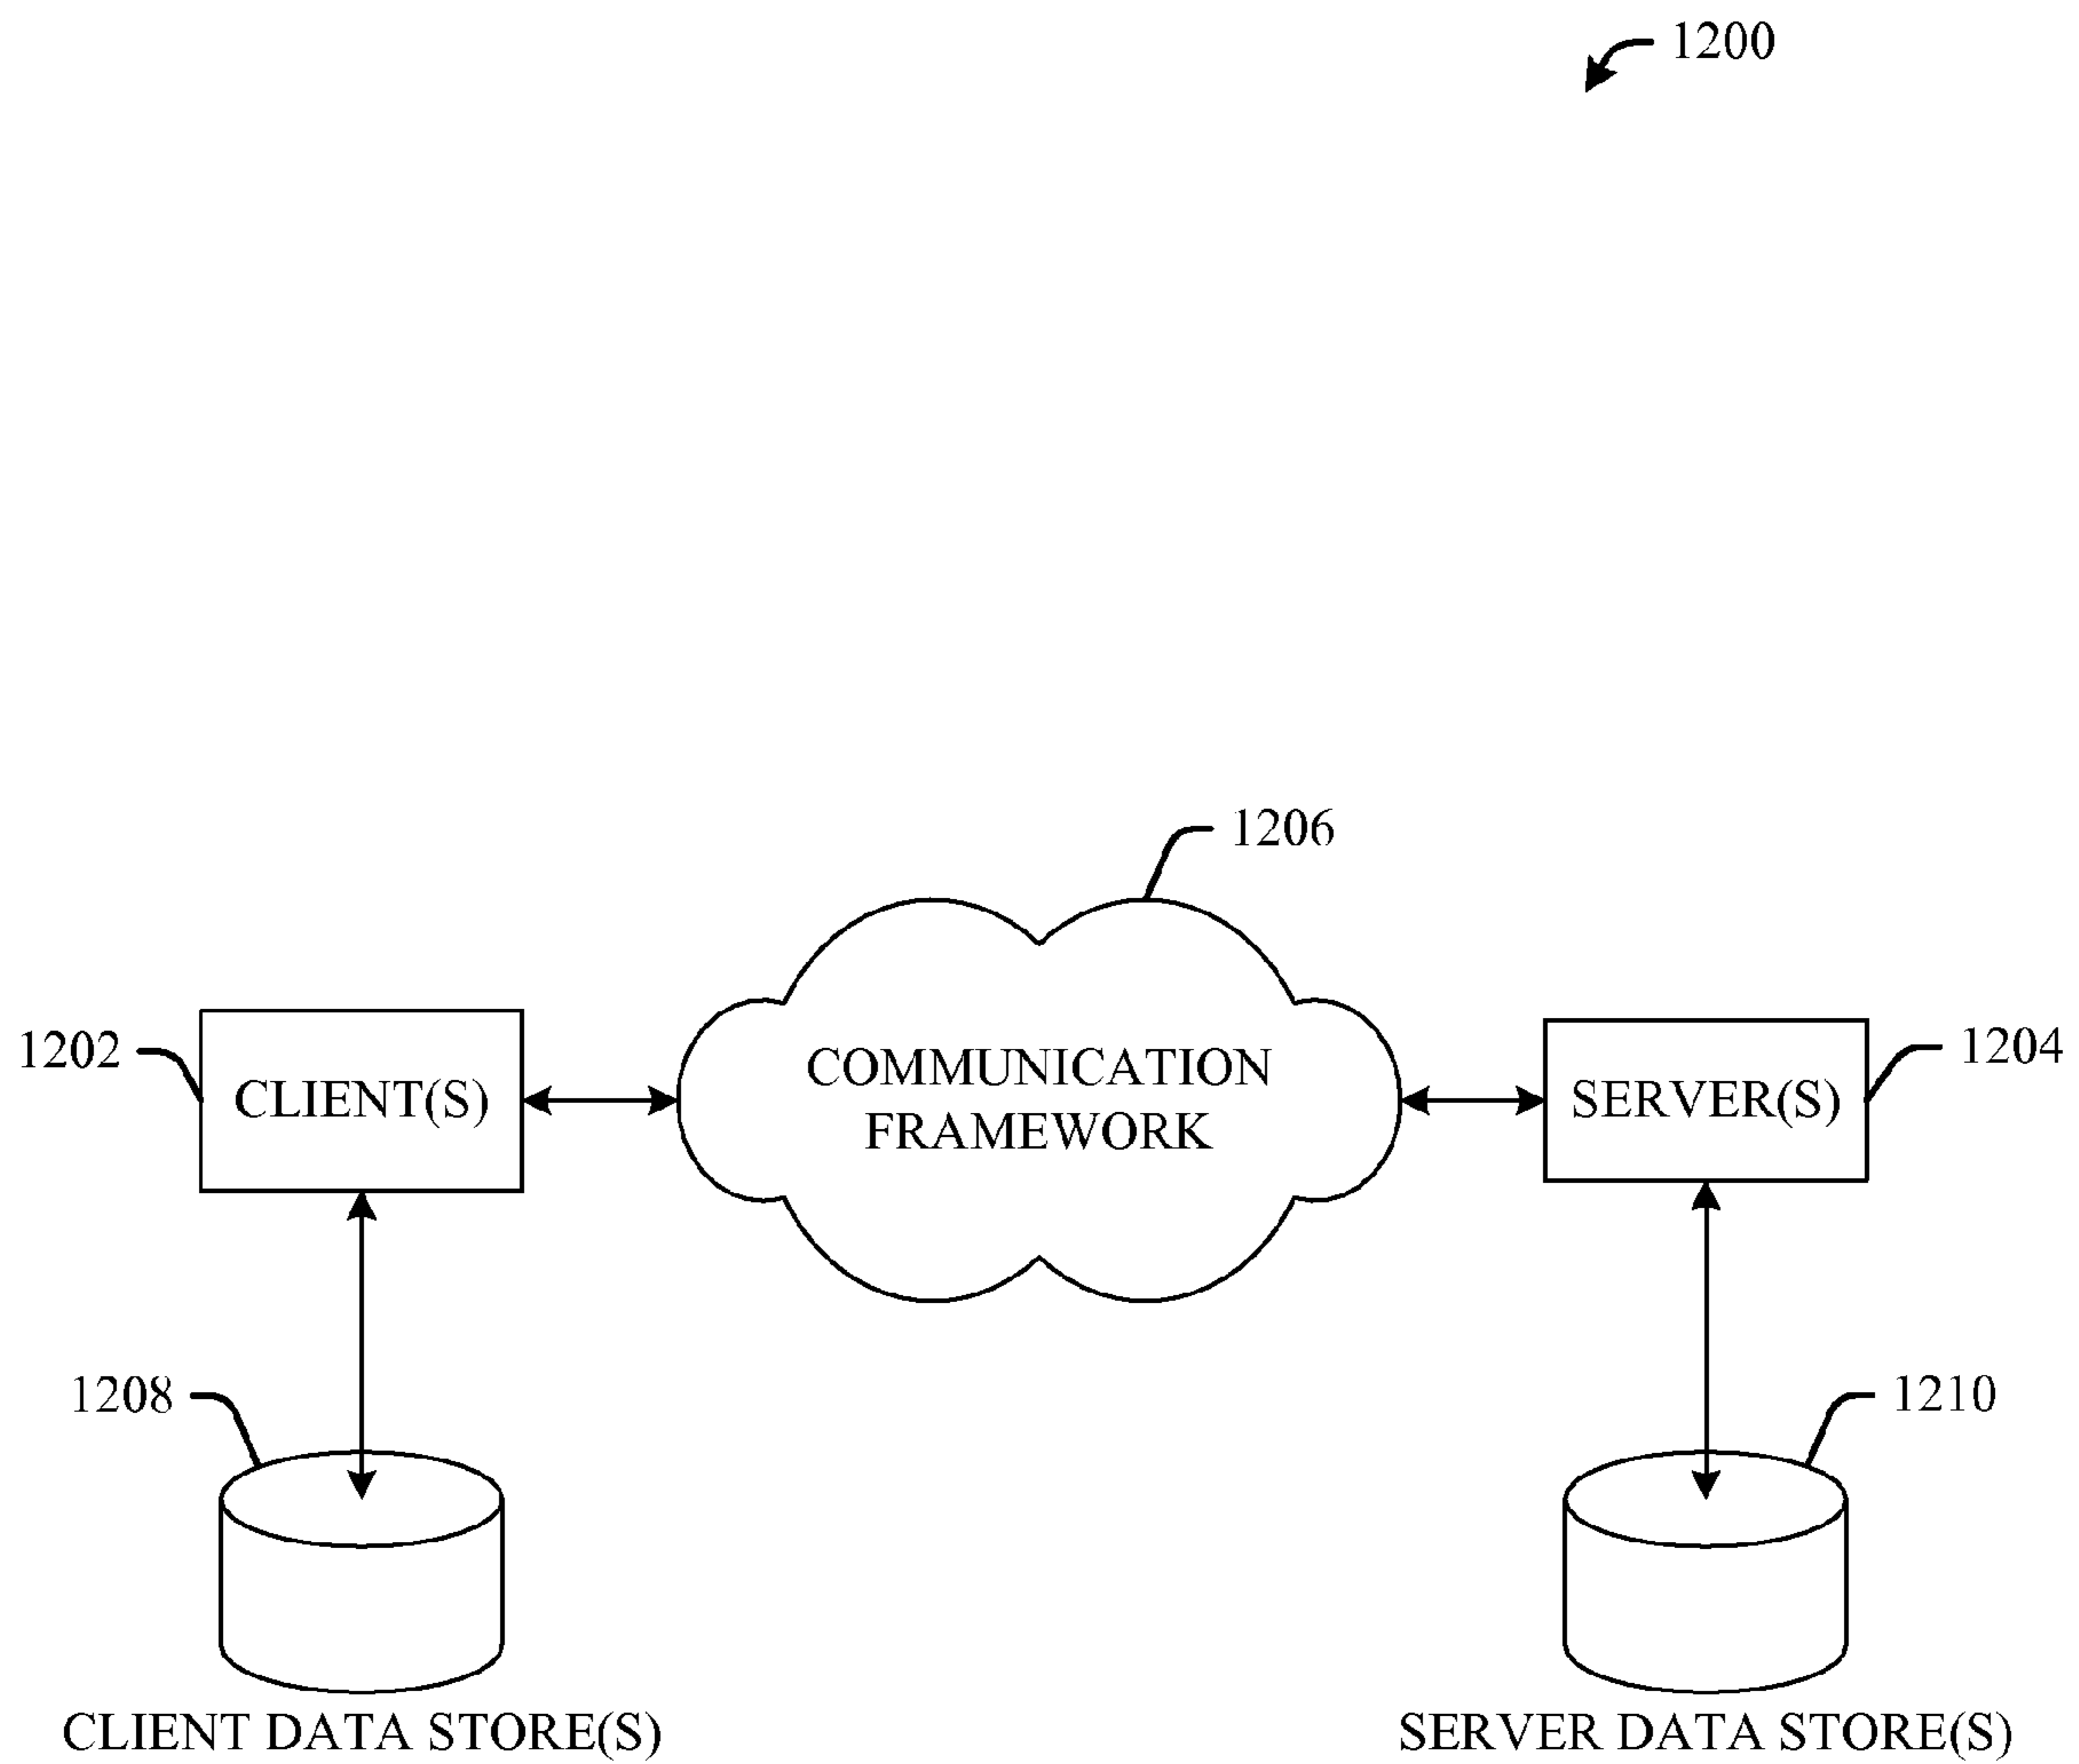 1200
1206
1202
CLIENT(S)
COMMUNICATION
FRAMEWORK
SERVER(S)
1204
1208
1210
CLIENT DATA STORE(S)
SERVER DATA STORE(S)